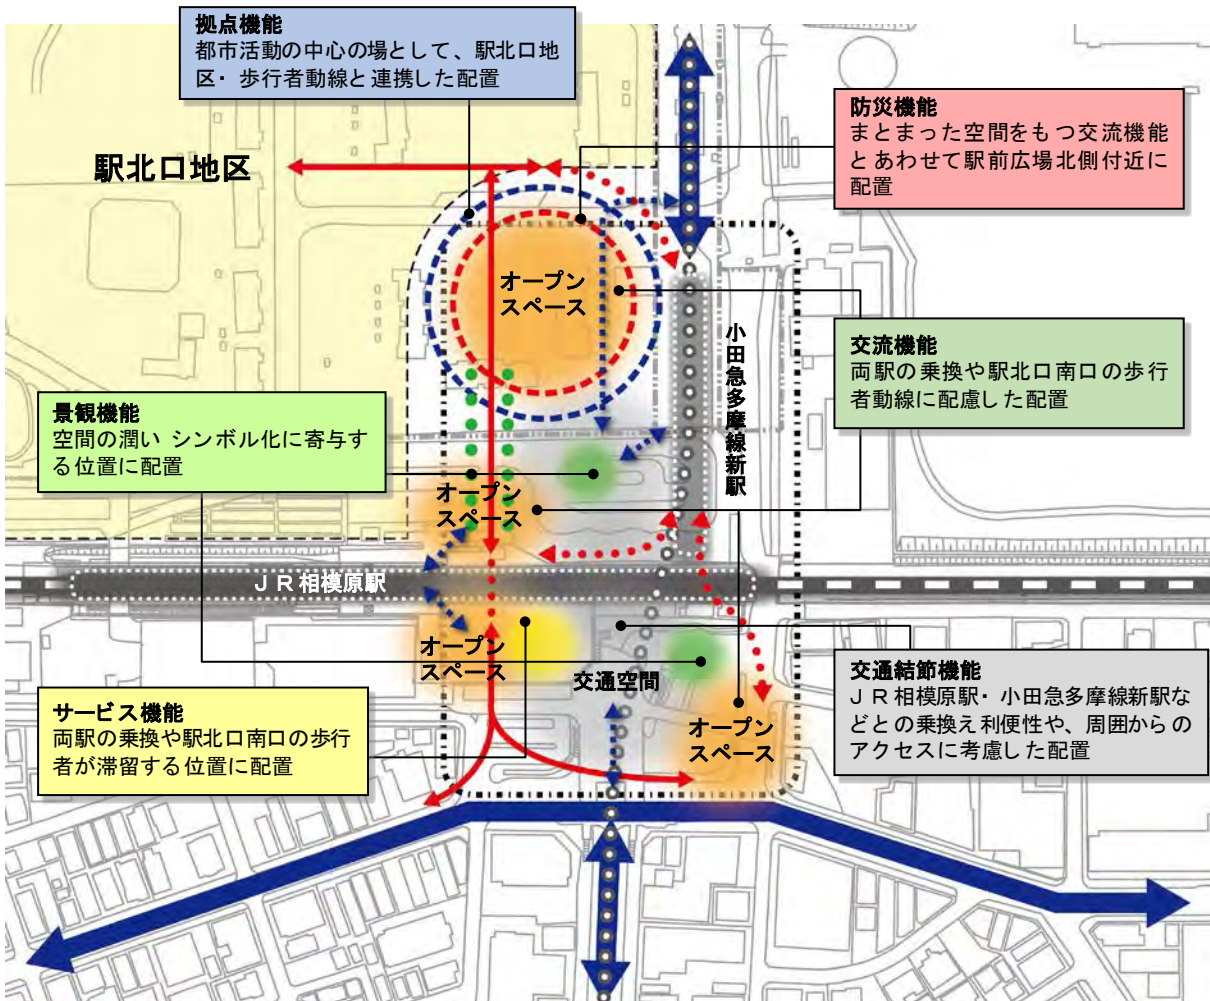 拠点機能
都市活動の中心の場として、駅北口地
区・歩行者動線と連携した配置
防災機能
まとまった空間をもつ交流機能
とあわせて駅前広場北側付近に
配置
駅北口地区
オープン
スペース
小田急多摩線新駅
交流機能
両駅の乗換や駅北口南口の歩行
者動線に配慮した配置
景観機能
空間の潤い シンボル化に寄与す
る位置に配置
オープン
スペース
JR相模原駅
オープン
スペース
交通空間
オープン
スペース
交通結節機能
JR相模原駅・小田急多摩線新駅な
どとの乗換え利便性や、周囲からの
アクセスに考慮した配置
サービス機能
両駅の乗換や駅北口南口の歩行
者が滞留する位置に配置